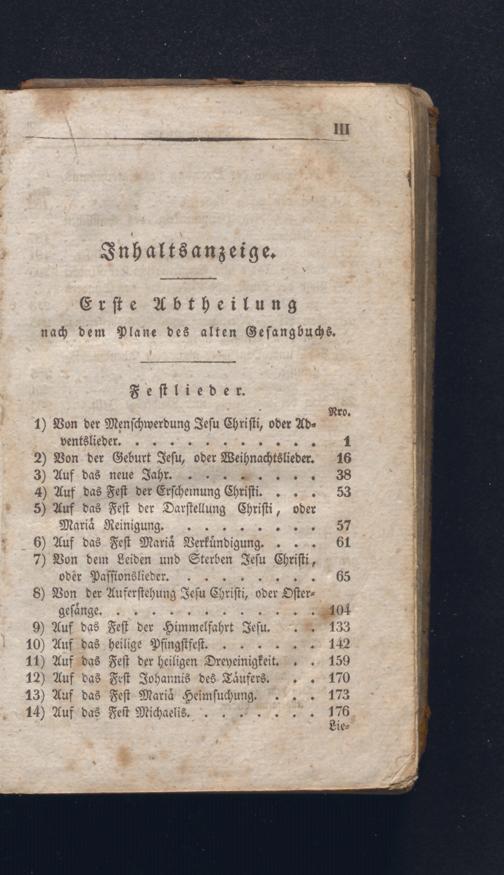 III
Inhaltsanzeige.
Erste Abtheilung
nach dem Plane des alten Gesangbuchs.
Festlieder.
Nro.
1) Von der Menschwerdung Jesu Christi, oder Ad-
ventslieder. . . . . . . . . . . . 1
2) Von der Geburt Jesu, oder Weihnachtslieder. 16
3) Auf das neue Jahr. . . . . . . . . 38
4) Auf das Fest der Erscheinung Christi. . . . 53
5) Auf das Fest der Darstellung Christi, oder
Mariä Reinigung. . . . . . . . . 57
6) Auf das Fest Mariä Verkündigung. . . . 61
7) Von dem Leiden und Sterben Jesu Christi,
oder Passionslieder. . . . . . . . . 65
8) Von der Auferstehung Jesu Christi, oder Oster-
gesänge. . . . . . . . . . . . . 104
9) Auf das Fest der Himmelfahrt Jesu. . . 133
10) Auf das heilige Pfingstfest. . . . . . . 142
11) Auf das Fest der heiligen Dreyeinigkeit. . . 159
12) Auf das Fest Johannis des Täufers. . . 170
13) Auf das Fest Mariä Heimsuchung. . . . 173
14) Auf das Fest Michaelis. . . . . . . . 176
Lie-